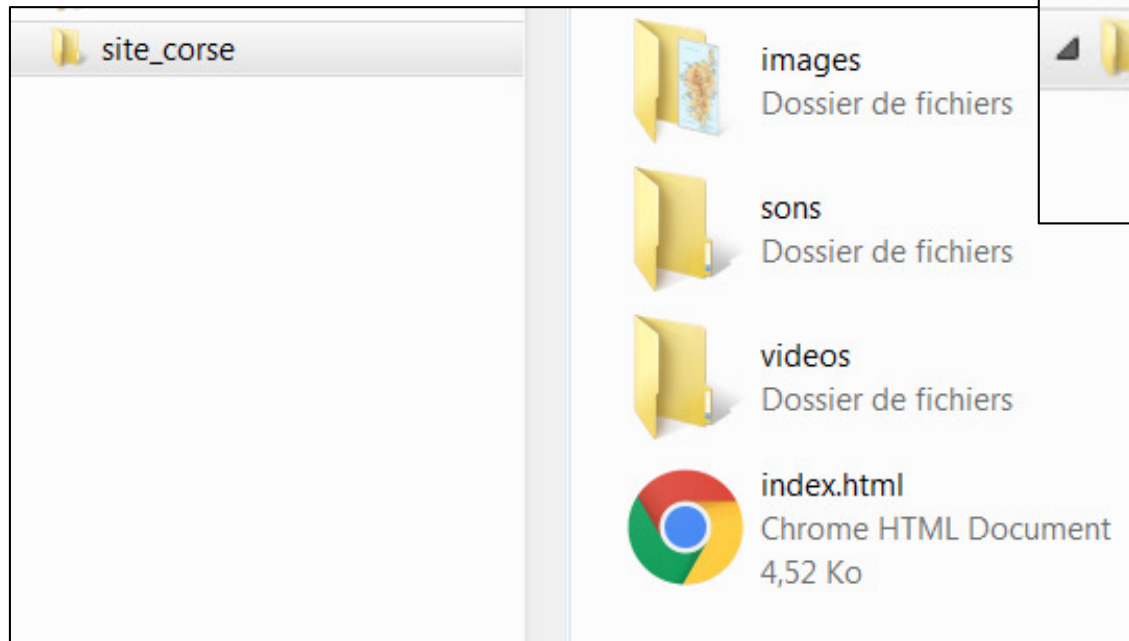 site_corse
images
Dossier de fichiers
sons
Dossier de fichiers
videos
Dossier de fichiers
index.html
Chrome HTML Document
4,52 Ko